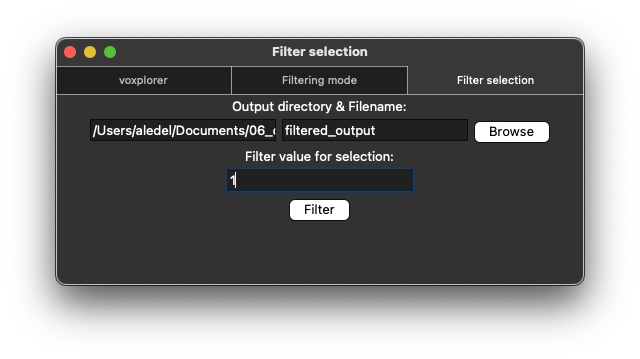 Filter selection
voxplorer Filtering mode Filter selection
Output directory & Filename:
/Users/aledel/Documents/06_ filtered_output Browse
Filter value for selection:
1
Filter